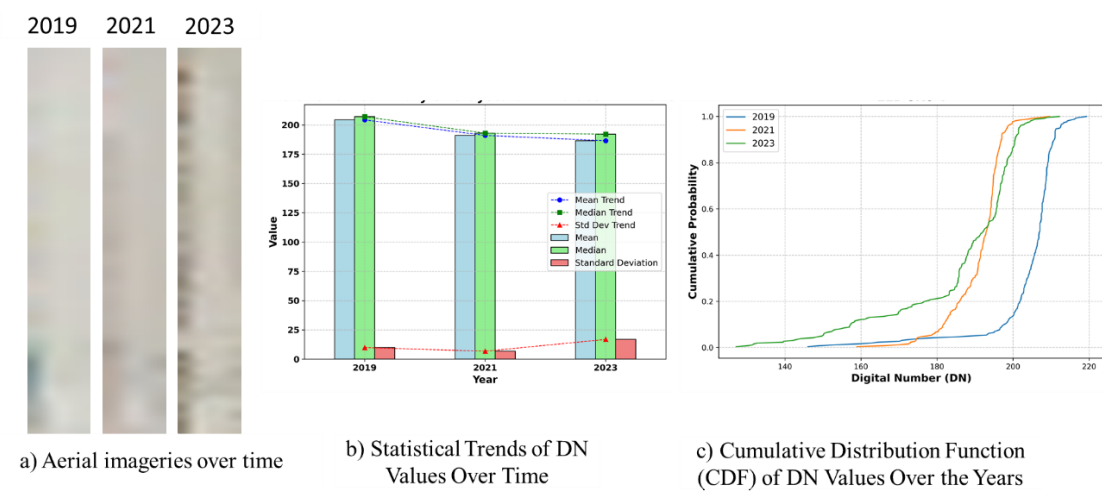 2019 2021 2023
a) Aerial imageries over time
200
175
150
125
100
75
50
25
0
Value
Mean Trend
Median Trend
Std Dev Trend
Mean
Median
Standard Deviation
2019 2021 2023
Year
b) Statistical Trends of DN
Values Over Time
1.0
0.8
0.6
0.4
0.2
0.0
Cumulative Probability
2019
2021
2023
140 160 180 200 220
Digital Number (DN)
c) Cumulative Distribution Function
(CDF) of DN Values Over the Years